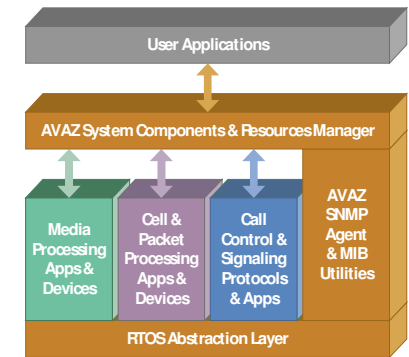 User Applications
AVAZ System Components & Resources Manager
Media
Processing
Apps &
Devices
Cell &
Packet
Processing
Apps &
Devices
Call
Control &
Signaling
Protocols
& Apps
AVAZ
SNMP
Agent
& MIB
Utilities
RTOS Abstraction Layer